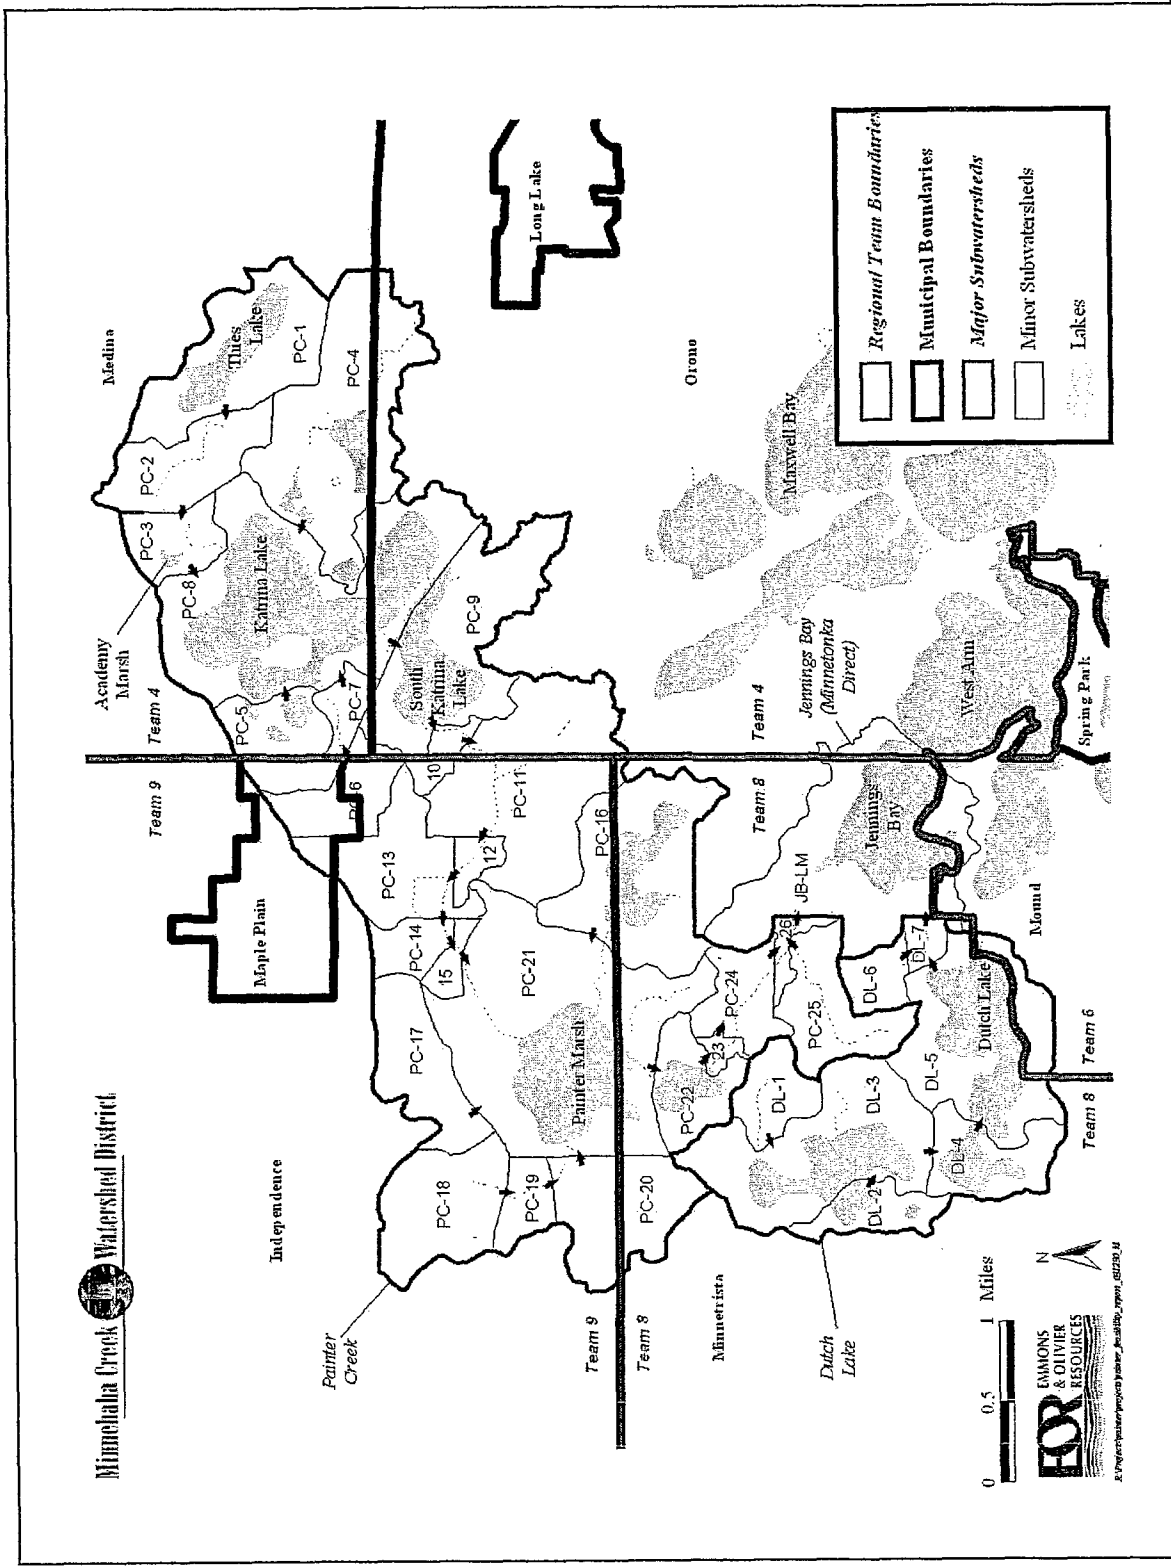 Minnehaha Creek Watershed District
Independence
Maple Plain
Team 9
Team 4
Academy
Marsh
Medina
Painter
Creek
PC-18
PC-17
PC-14
PC-13
PC-5
PC-8
PC-3
PC-2
Thies
Lake
PC-1
PC-4
Katrina Lake
PC-7
15
PC-19
PC-21
12
10
PC-11
South
Katrina
Lake
PC-9
Long Lake
Painter Marsh
PC-16
Team 9
Team 8
PC-20
PC-22
23
PC-24
Orono
Minnetrista
DL-1
PC-25
26
JB-LM
Team 8
Team 4
Jennings Bay
(Minnetonka
Direct)
Maxwell Bay
Dutch
Lake
DL-2
DL-3
DL-6
Jennings
Bay
DL-4
DL-5
DL-7
Dutch Lake
West Arm
Mound
Spring Park
Team 8
Team 6
Regional Team Boundaries
Municipal Boundaries
Major Subwatersheds
Minor Subwatersheds
Lakes
0
0.5
1
Miles
N
EOR
EMMONS
& OLIVIER
RESOURCES